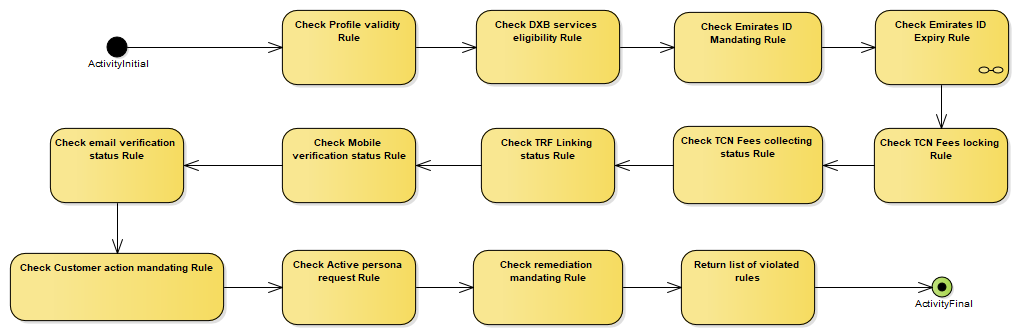 ActivityInitial
Check Profile validity
Rule
Check DXB services
eligibility Rule
Check Emirates ID
Mandating Rule
Check Emirates ID
Expiry Rule
Check TCN Fees locking
Rule
Check TCN Fees collecting
status Rule
Check TRF Linking
status Rule
Check Mobile
verification status Rule
Check email verification
status Rule
Check Customer action mandating Rule
Check Active persona
request Rule
Check remediation
mandating Rule
Return list of violated
rules
ActivityFinal